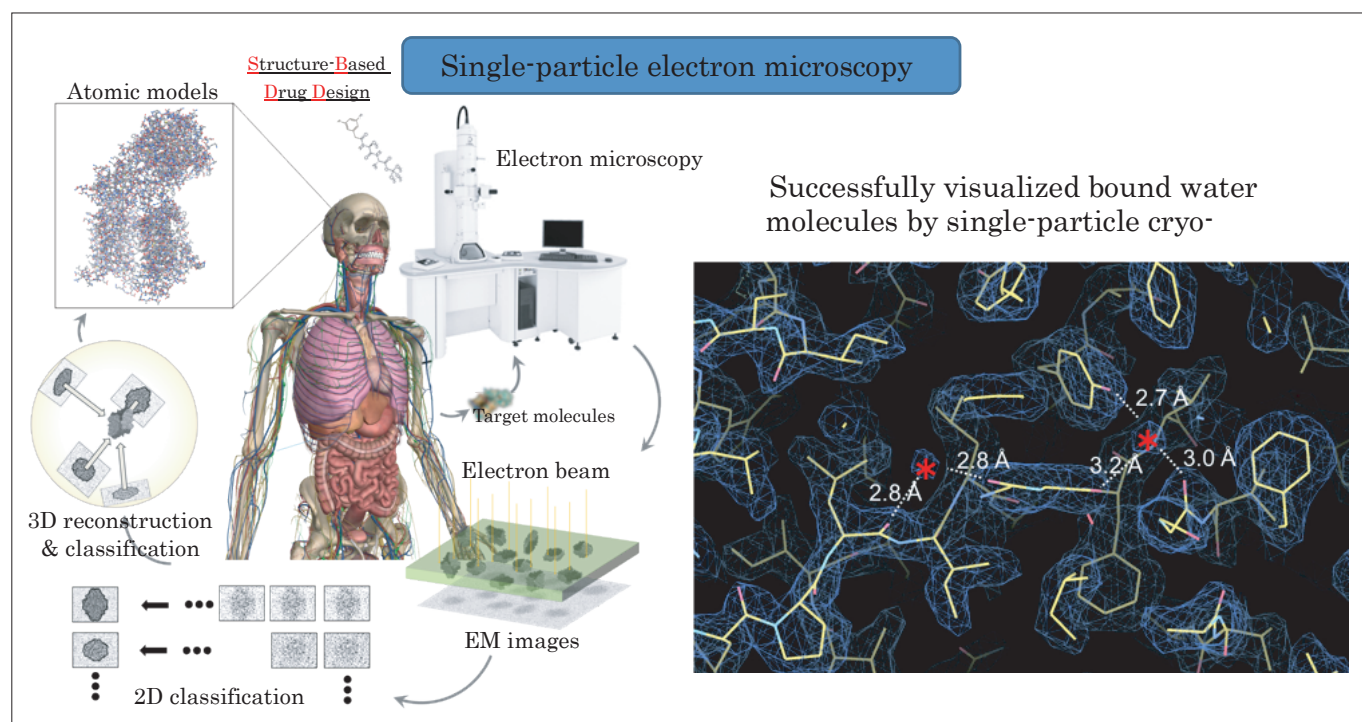 Single-particle electron microscopy
Structure-Based
Drug Design
Atomic models
Electron microscopy
Target molecules
Electron beam
EM images
2D classification
3D reconstruction
& classification
Successfully visualized bound water
molecules by single-particle cryo-
2.7 Å
3.0 Å
3.2 Å
2.8 Å
2.8 Å